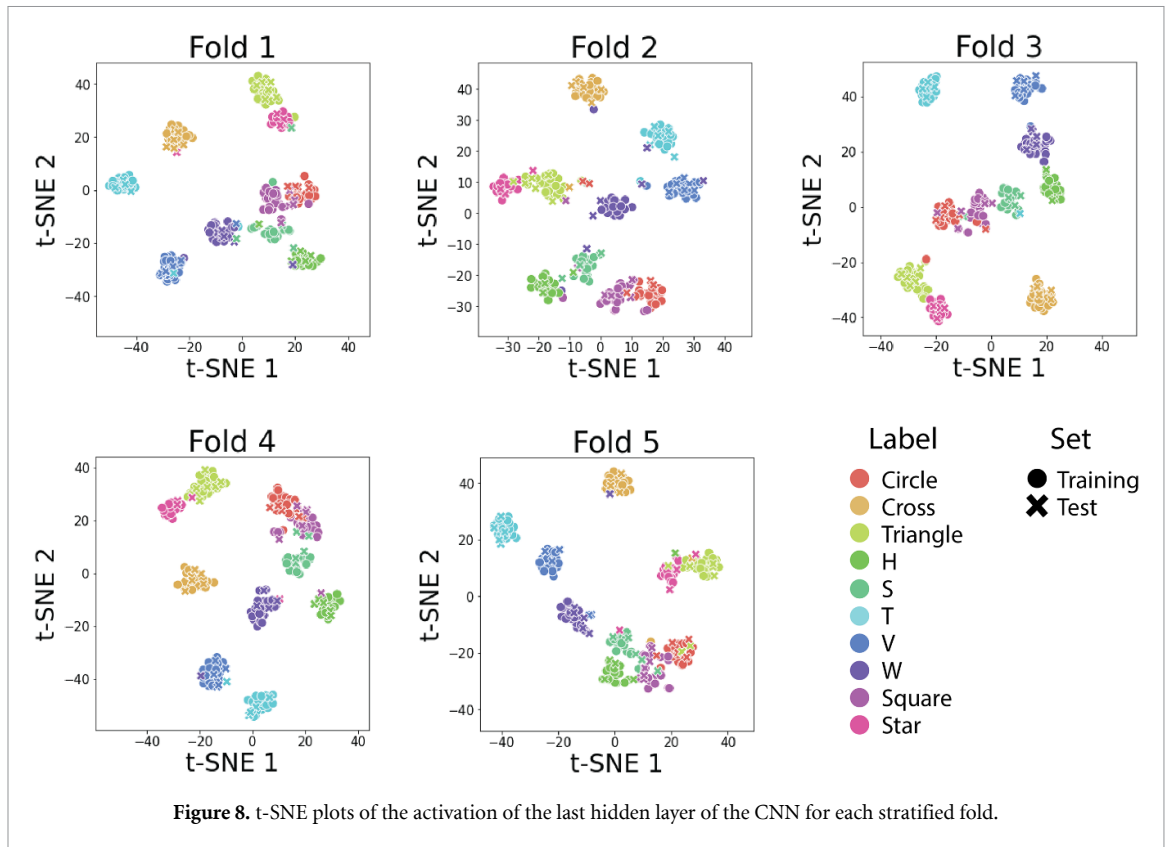 Fold 1
Fold 2
Fold 3
40
20
0
−20
−40
t-SNE 2
−40
−20
0
20
40
t-SNE 1
40
30
20
10
0
−10
−20
−30
t-SNE 2
−30
−20
−10
0
10
20
30
40
t-SNE 1
40
20
0
−20
−40
t-SNE 2
−40
−20
0
20
40
t-SNE 1
Fold 4
Fold 5
40
20
0
−20
−40
t-SNE 2
−40
−20
0
20
40
t-SNE 1
40
20
0
−20
−40
t-SNE 2
−40
−20
0
20
40
t-SNE 1
Label
Circle
Cross
Triangle
H
S
T
V
W
Square
Star
Set
Training
Test
Figure 8. t-SNE plots of the activation of the last hidden layer of the CNN for each stratified fold.